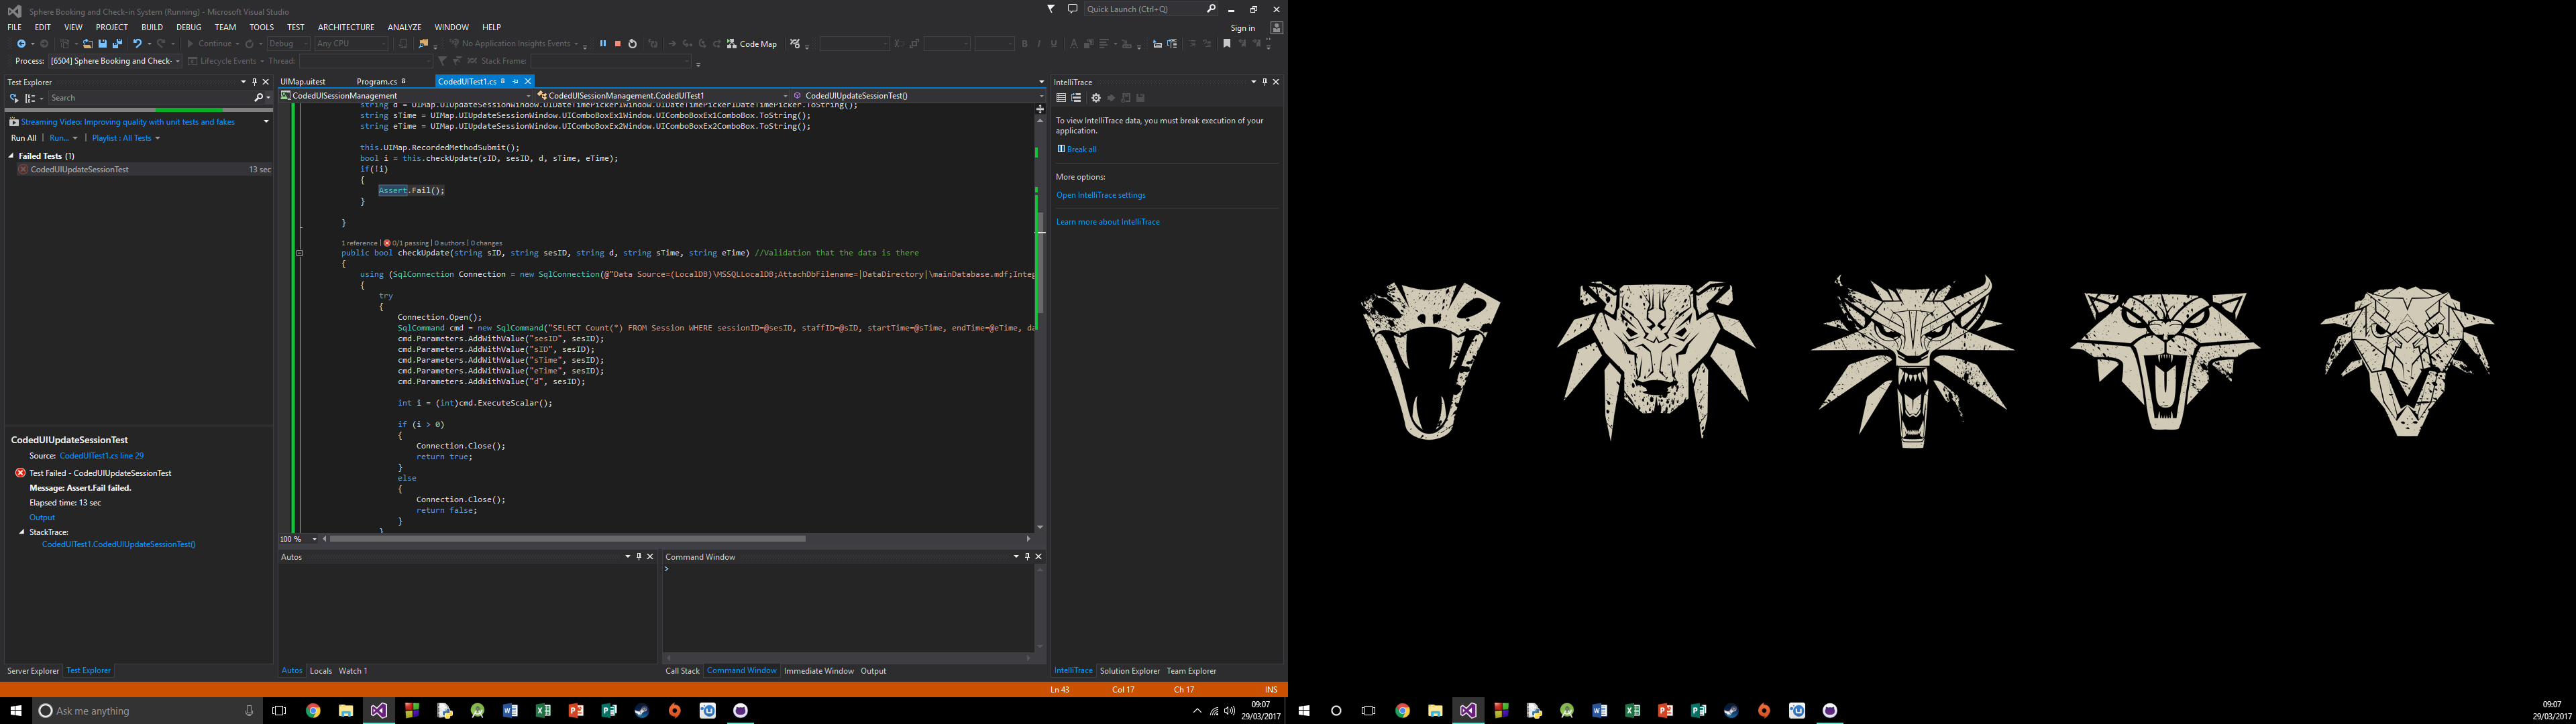 Sphere Booking and Check-in System (Running) - Microsoft Visual Studio
Quick Launch (Ctrl+Q)
FILE EDIT VIEW PROJECT BUILD DEBUG TEAM TOOLS TEST ARCHITECTURE ANALYZE WINDOW HELP
Sign in
Continue Debug Any CPU No Application Insights Events Code Map
Process: [6504] Sphere Booking and Check- Lifecycle Events Thread: Stack Frame:
Test Explorer
Search
Streaming Video: Improving quality with unit tests and fakes
Run All Run... Playlist : All Tests
Failed Tests (1)
CodedUIUpdateSessionTest 13 sec
CodedUIUpdateSessionTest
Source: CodedUITest1.cs line 29
Test Failed - CodedUIUpdateSessionTest
Message: Assert.Fail failed.
Elapsed time: 13 sec
Output
StackTrace:
CodedUITest1.CodedUIUpdateSessionTest()
Server Explorer Test Explorer
UIMap.uitest Program.cs CodedUITest1.cs
CodedUISessionManagement CodedUISessionManagement.CodedUITest1 CodedUIUpdateSessionTest()
string d = UIMap.UIUpdateSessionWindow.UIDateTimePicker1Window.UIDateTimePicker1DateTimePicker.ToString();
string sTime = UIMap.UIUpdateSessionWindow.UIComboBoxEx1Window.UIComboBoxEx1ComboBox.ToString();
string eTime = UIMap.UIUpdateSessionWindow.UIComboBoxEx2Window.UIComboBoxEx2ComboBox.ToString();
this.UIMap.RecordedMethodSubmit();
bool i = this.checkUpdate(sID, sesID, d, sTime, eTime);
if(!i)
{
Assert.Fail();
}
}
1 reference | 0/1 passing | 0 authors | 0 changes
public bool checkUpdate(string sID, string sesID, string d, string sTime, string eTime) //Validation that the data is there
{
using (SqlConnection Connection = new SqlConnection(@"Data Source=(LocalDB)\MSSQLLocalDB;AttachDbFilename=|DataDirectory|\mainDatabase.mdf;Integ
{
try
{
Connection.Open();
SqlCommand cmd = new SqlCommand("SELECT Count(*) FROM Session WHERE sessionID=@sesID, staffID=@sID, startTime=@sTime, endTime=@eTime, da
cmd.Parameters.AddWithValue("sesID", sesID);
cmd.Parameters.AddWithValue("sID", sesID);
cmd.Parameters.AddWithValue("sTime", sesID);
cmd.Parameters.AddWithValue("eTime", sesID);
cmd.Parameters.AddWithValue("d", sesID);
int i = (int)cmd.ExecuteScalar();
if (i > 0)
{
Connection.Close();
return true;
}
else
{
Connection.Close();
return false;
}
}
100 %
Autos
Autos Locals Watch 1
Command Window
>
Call Stack Command Window Immediate Window Output
IntelliTrace
To view IntelliTrace data, you must break execution of your
application.
Break all
More options:
Open IntelliTrace settings
Learn more about IntelliTrace
IntelliTrace Solution Explorer Team Explorer
Ln 43 Col 17 Ch 17 INS
Ask me anything
09:07
29/03/2017
09:07
29/03/2017